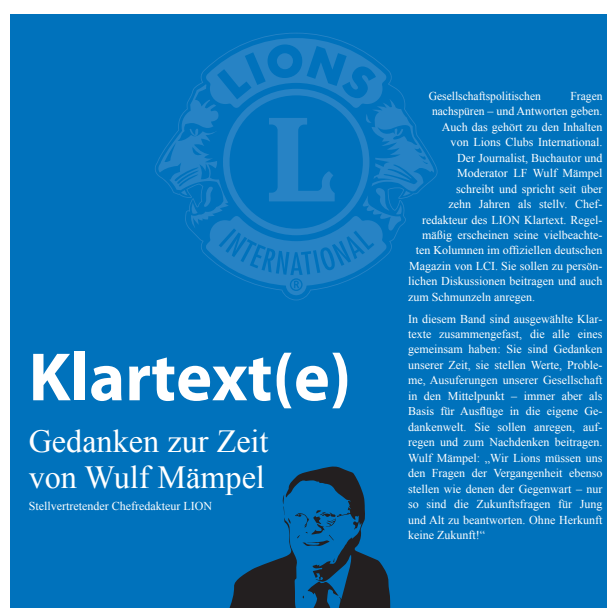 LIONS
L
INTERNATIONAL
®
Klartext(e)
Gedanken zur Zeit
von Wulf Mämpel
Stellvertretender Chefredakteur LION
Gesellschaftspolitischen Fragen
nachspüren – und Antworten geben.
Auch das gehört zu den Inhalten
von Lions Clubs International.
Der Journalist, Buchautor und
Moderator LF Wulf Mämpel
schreibt und spricht seit über
zehn Jahren als stellv. Chef-
redakteur des LION Klartext. Regel-
mäßig erscheinen seine vielbeachte-
ten Kolumnen im offiziellen deutschen
Magazin von LCI. Sie sollen zu persön-
lichen Diskussionen beitragen und auch
zum Schmunzeln anregen.
In diesem Band sind ausgewählte Klar-
texte zusammengefast, die alle eines
gemeinsam haben: Sie sind Gedanken
unserer Zeit, sie stellen Werte, Proble-
me, Ausuferungen unserer Gesellschaft
in den Mittelpunkt – immer aber als
Basis für Ausflüge in die eigene Ge-
dankenwelt. Sie sollen anregen, auf-
regen und zum Nachdenken beitragen.
Wulf Mämpel: „Wir Lions müssen uns
den Fragen der Vergangenheit ebenso
stellen wie denen der Gegenwart – nur
so sind die Zukunftsfragen für Jung
und Alt zu beantworten. Ohne Herkunft
keine Zukunft!“